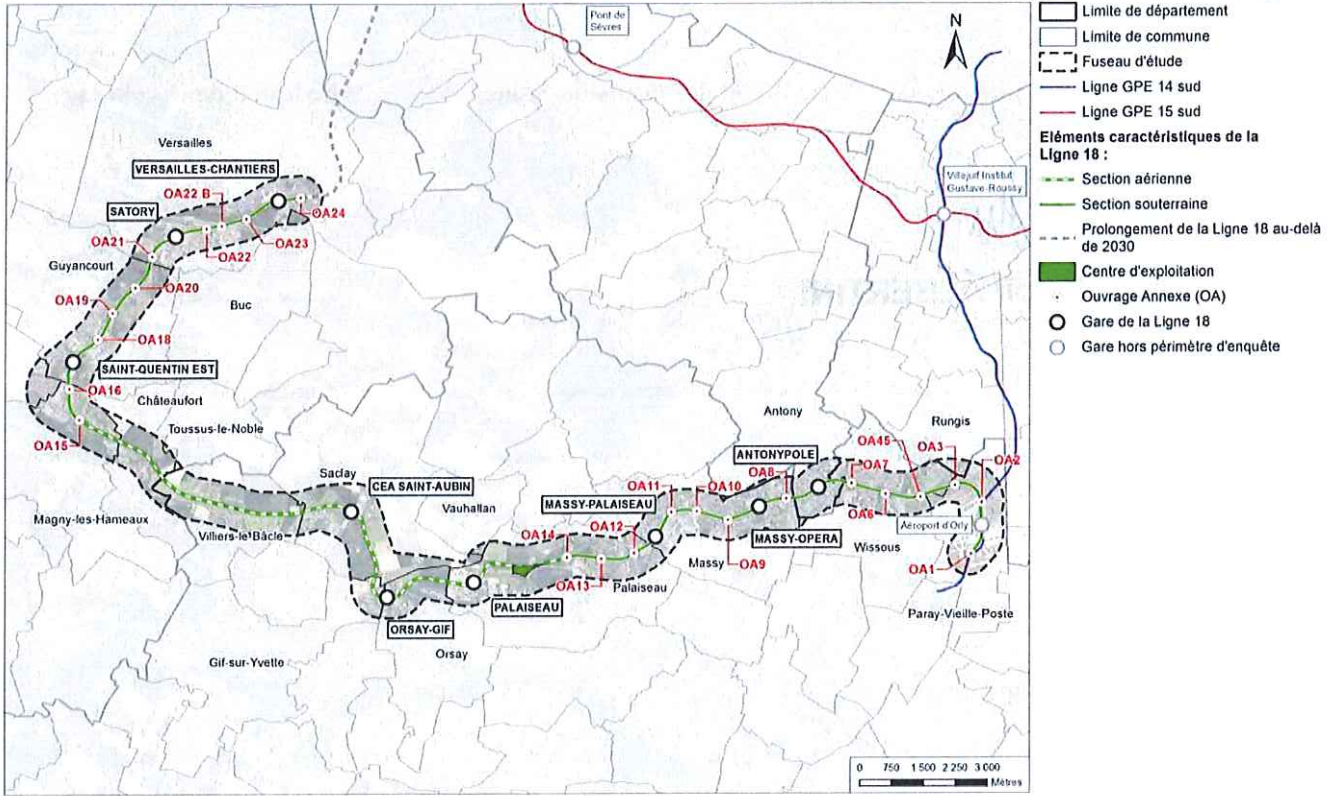 Pont de
Sèvres
N
Versailles
VERSAILLES-CHANTIERS
OA22 B
SATORY
OA24
OA23
OA21
OA22
Guyancourt
OA20
OA19
Buc
OA18
SAINT-QUENTIN EST
OA16
Châteaufort
Toussus-le-Noble
OA15
Villejuif Institut
Gustave-Roussy
Antony
Rungis
OA45
OA3
ANTONYPOLE
OA8
OA7
OA2
Saclay
CEA SAINT-AUBIN
OA11
OA10
Vauhallan
MASSY-PALAISEAU
OA14
OA12
OA6
Aéroport d'Orly
Magny-les-Hameaux
Villiers-le-Bâcle
MASSY-OPERA
Wissous
Massy
OA9
OA1
OA13
Palaiseau
PALAISEAU
Paray-Vieille-Poste
ORSAY-GIF
Orsay
Gif-sur-Yvette
0 750 1 500 2 250 3 000
Mètres
Limite de département
Limite de commune
Fuseau d'étude
Ligne GPE 14 sud
Ligne GPE 15 sud
Eléments caractéristiques de la
Ligne 18 :
Section aérienne
Section souterraine
Prolongement de la Ligne 18 au-delà
de 2030
Centre d'exploitation
Ouvrage Annexe (OA)
Gare de la Ligne 18
Gare hors périmètre d'enquête